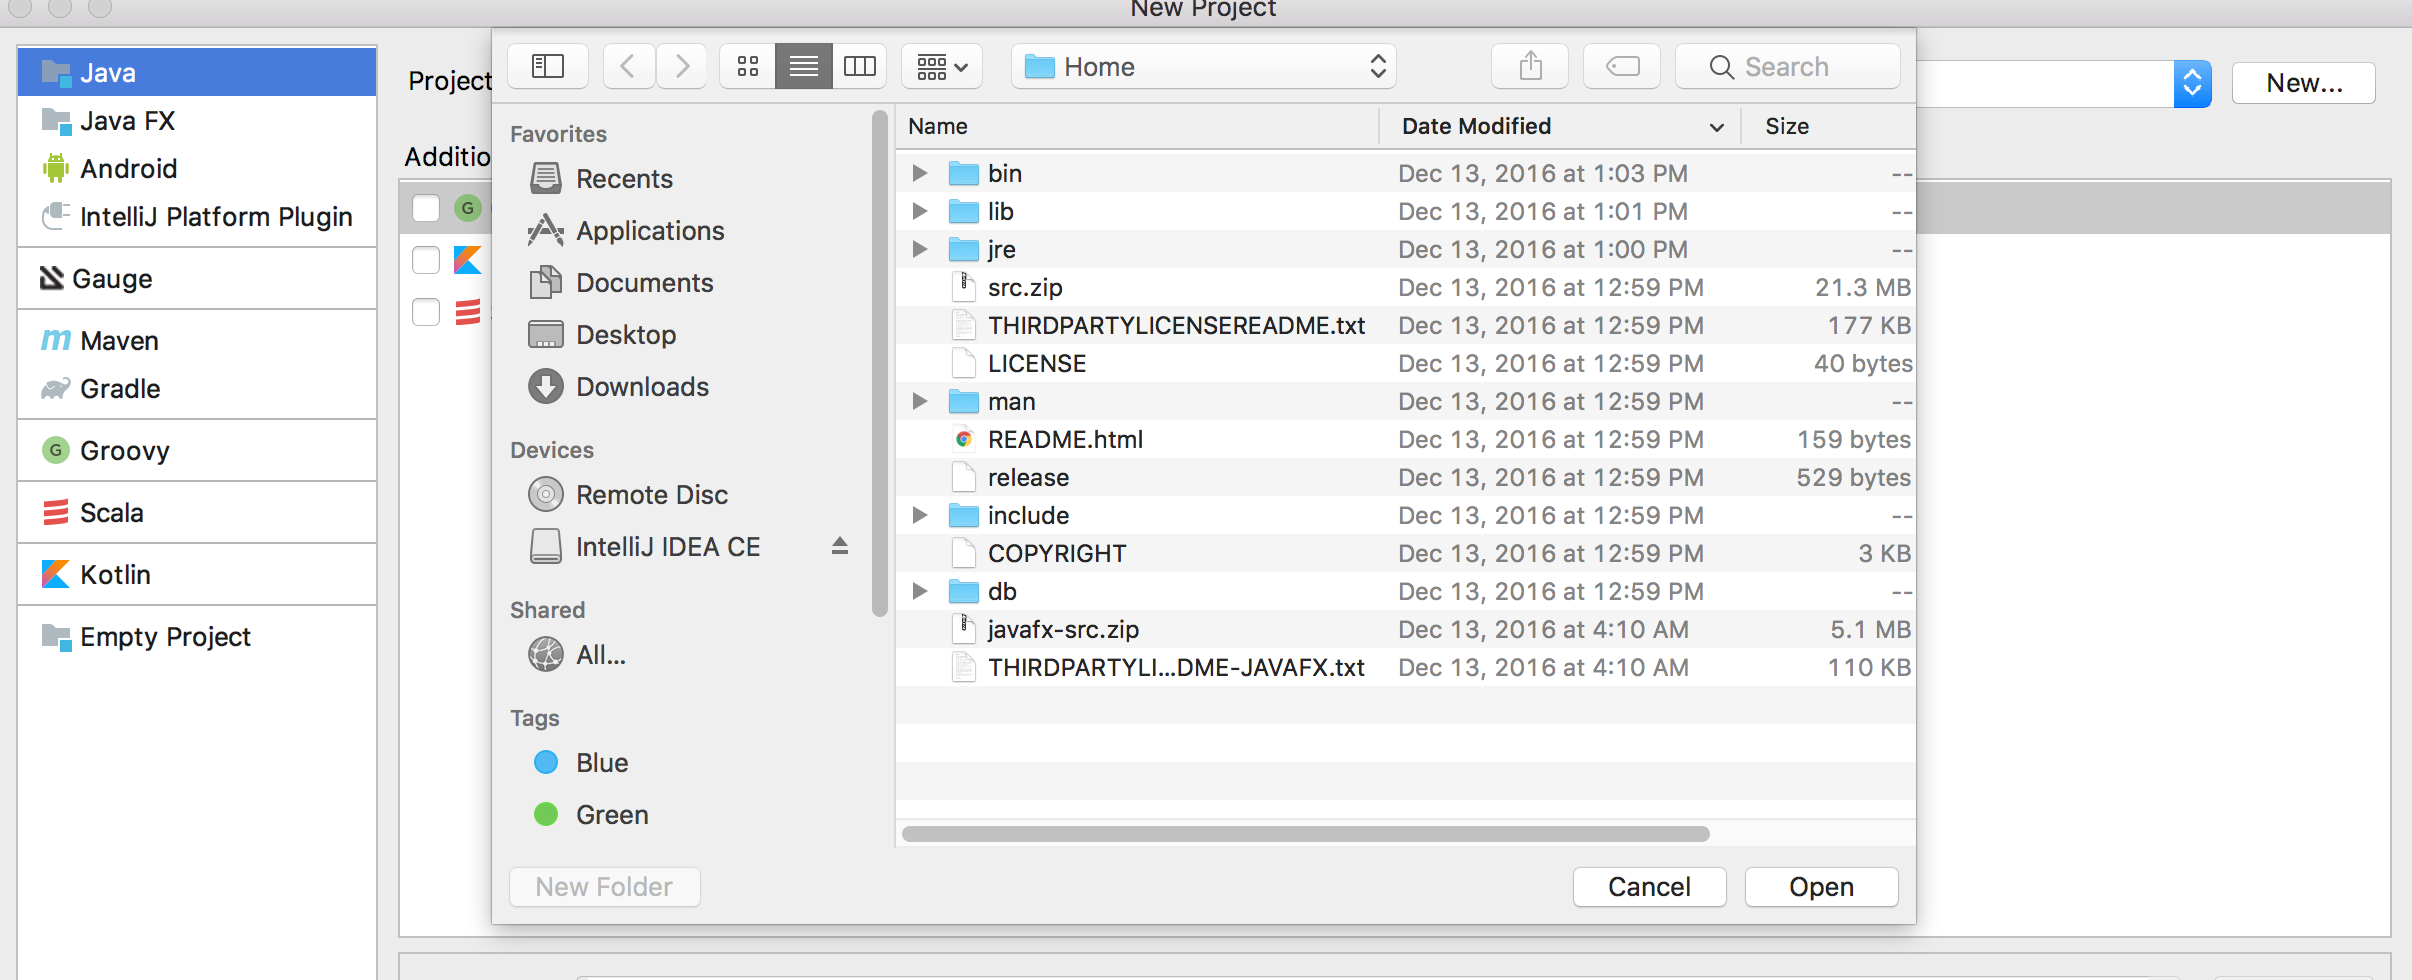 New Project
Java
Java FX
Android
IntelliJ Platform Plugin
Gauge
Maven
Gradle
Groovy
Scala
Kotlin
Empty Project
Project
New...
Additio
Home
Search
Favorites
Recents
Applications
Documents
Desktop
Downloads
Devices
Remote Disc
IntelliJ IDEA CE
Shared
All...
Tags
Blue
Green
Name Date Modified Size
bin Dec 13, 2016 at 1:03 PM --
lib Dec 13, 2016 at 1:01 PM --
jre Dec 13, 2016 at 1:00 PM --
src.zip Dec 13, 2016 at 12:59 PM 21.3 MB
THIRDPARTYLICENSEREADME.txt Dec 13, 2016 at 12:59 PM 177 KB
LICENSE Dec 13, 2016 at 12:59 PM 40 bytes
man Dec 13, 2016 at 12:59 PM --
README.html Dec 13, 2016 at 12:59 PM 159 bytes
release Dec 13, 2016 at 12:59 PM 529 bytes
include Dec 13, 2016 at 12:59 PM --
COPYRIGHT Dec 13, 2016 at 12:59 PM 3 KB
db Dec 13, 2016 at 12:59 PM --
javafx-src.zip Dec 13, 2016 at 4:10 AM 5.1 MB
THIRDPARTYLI...DME-JAVAFX.txt Dec 13, 2016 at 4:10 AM 110 KB
New Folder
Cancel
Open